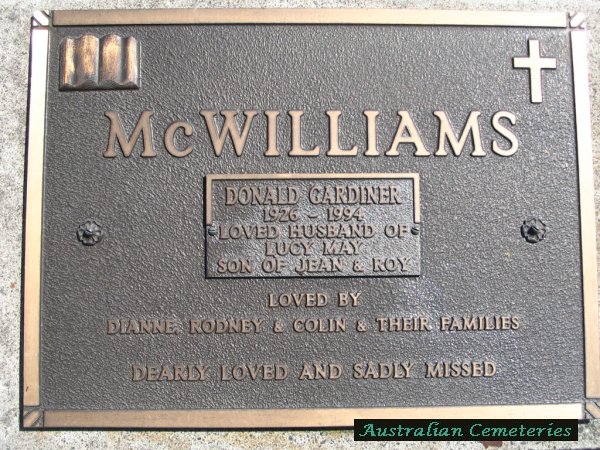 McWILLIAMS
DONALD GARDINER
1926 - 1994
LOVED HUSBAND OF
LUCY MAY
SON OF JEAN & ROY
LOVED BY
DIANNE, RODNEY & COLIN & THEIR FAMILIES
DEARLY LOVED AND SADLY MISSED
Australian Cemeteries